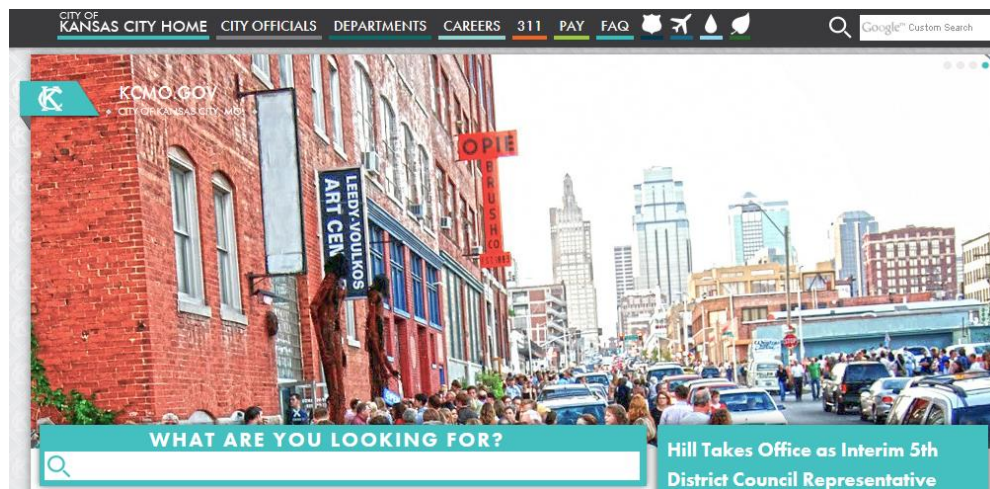 CITY OF
KANSAS CITY HOME CITY OFFICIALS DEPARTMENTS CAREERS 311 PAY FAQ Google™ Custom Search
KC KCMO.GOV
CITY OF KANSAS CITY, MO
OPIE
BRUSH
CO
LEEDY-VOULKOS
ART CEN
WHAT ARE YOU LOOKING FOR?
Hill Takes Office as Interim 5th
District Council Representative